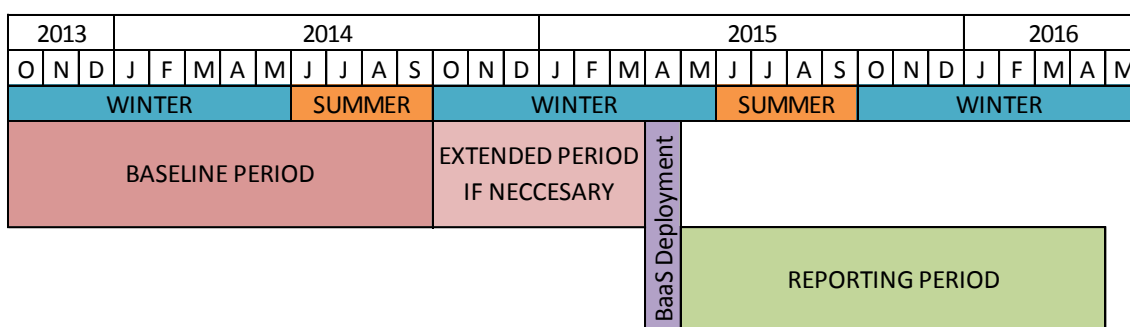 2013 2014 2015 2016
O N D J F M A M J J A S O N D J F M A M J J A S O N D J F M A M
WINTER SUMMER WINTER SUMMER WINTER
BASELINE PERIOD
EXTENDED PERIOD
IF NECCESARY
BaaS Deployment
REPORTING PERIOD